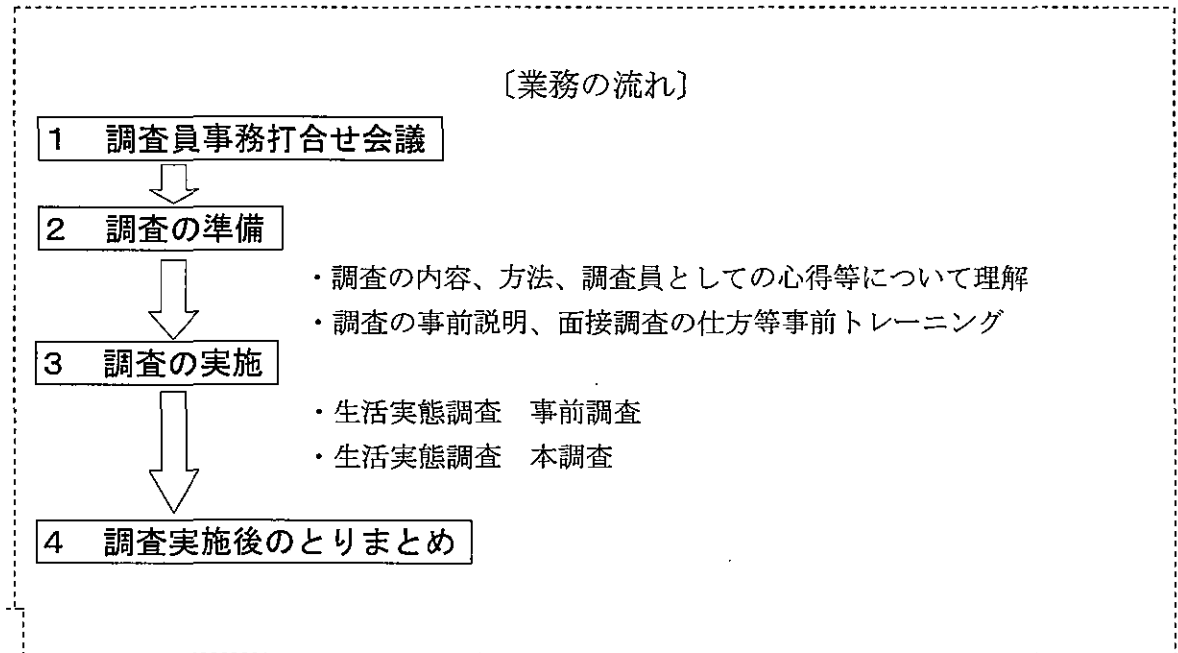 〔業務の流れ〕
1　調査員事務打合せ会議
2　調査の準備
・調査の内容、方法、調査員としての心得等について理解
・調査の事前説明、面接調査の仕方等事前トレーニング
3　調査の実施
・生活実態調査　事前調査
・生活実態調査　本調査
4　調査実施後のとりまとめ